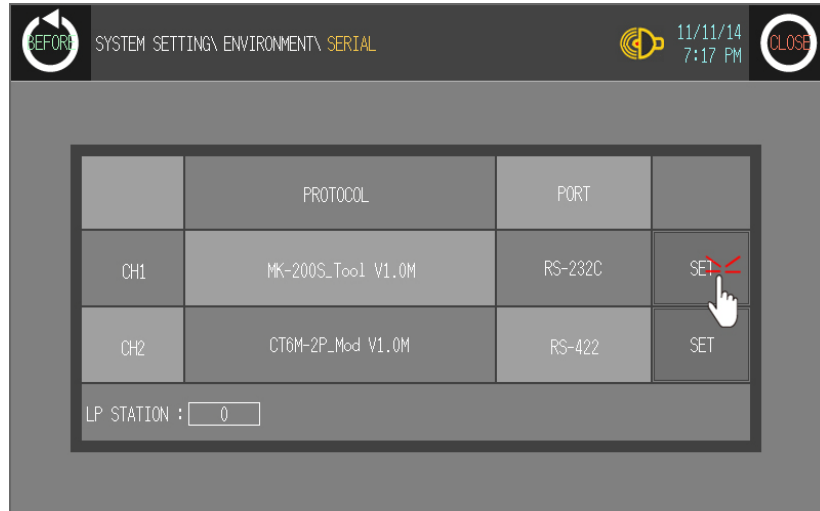 BEFORE SYSTEM SETTING\ ENVIRONMENT\ SERIAL 11/11/14 CLOSE
7:17 PM
PROTOCOL PORT
CH1 MK-200S_Tool V1.0M RS-232C SET
CH2 CT6M-2P_Mod V1.0M RS-422 SET
LP STATION : 0